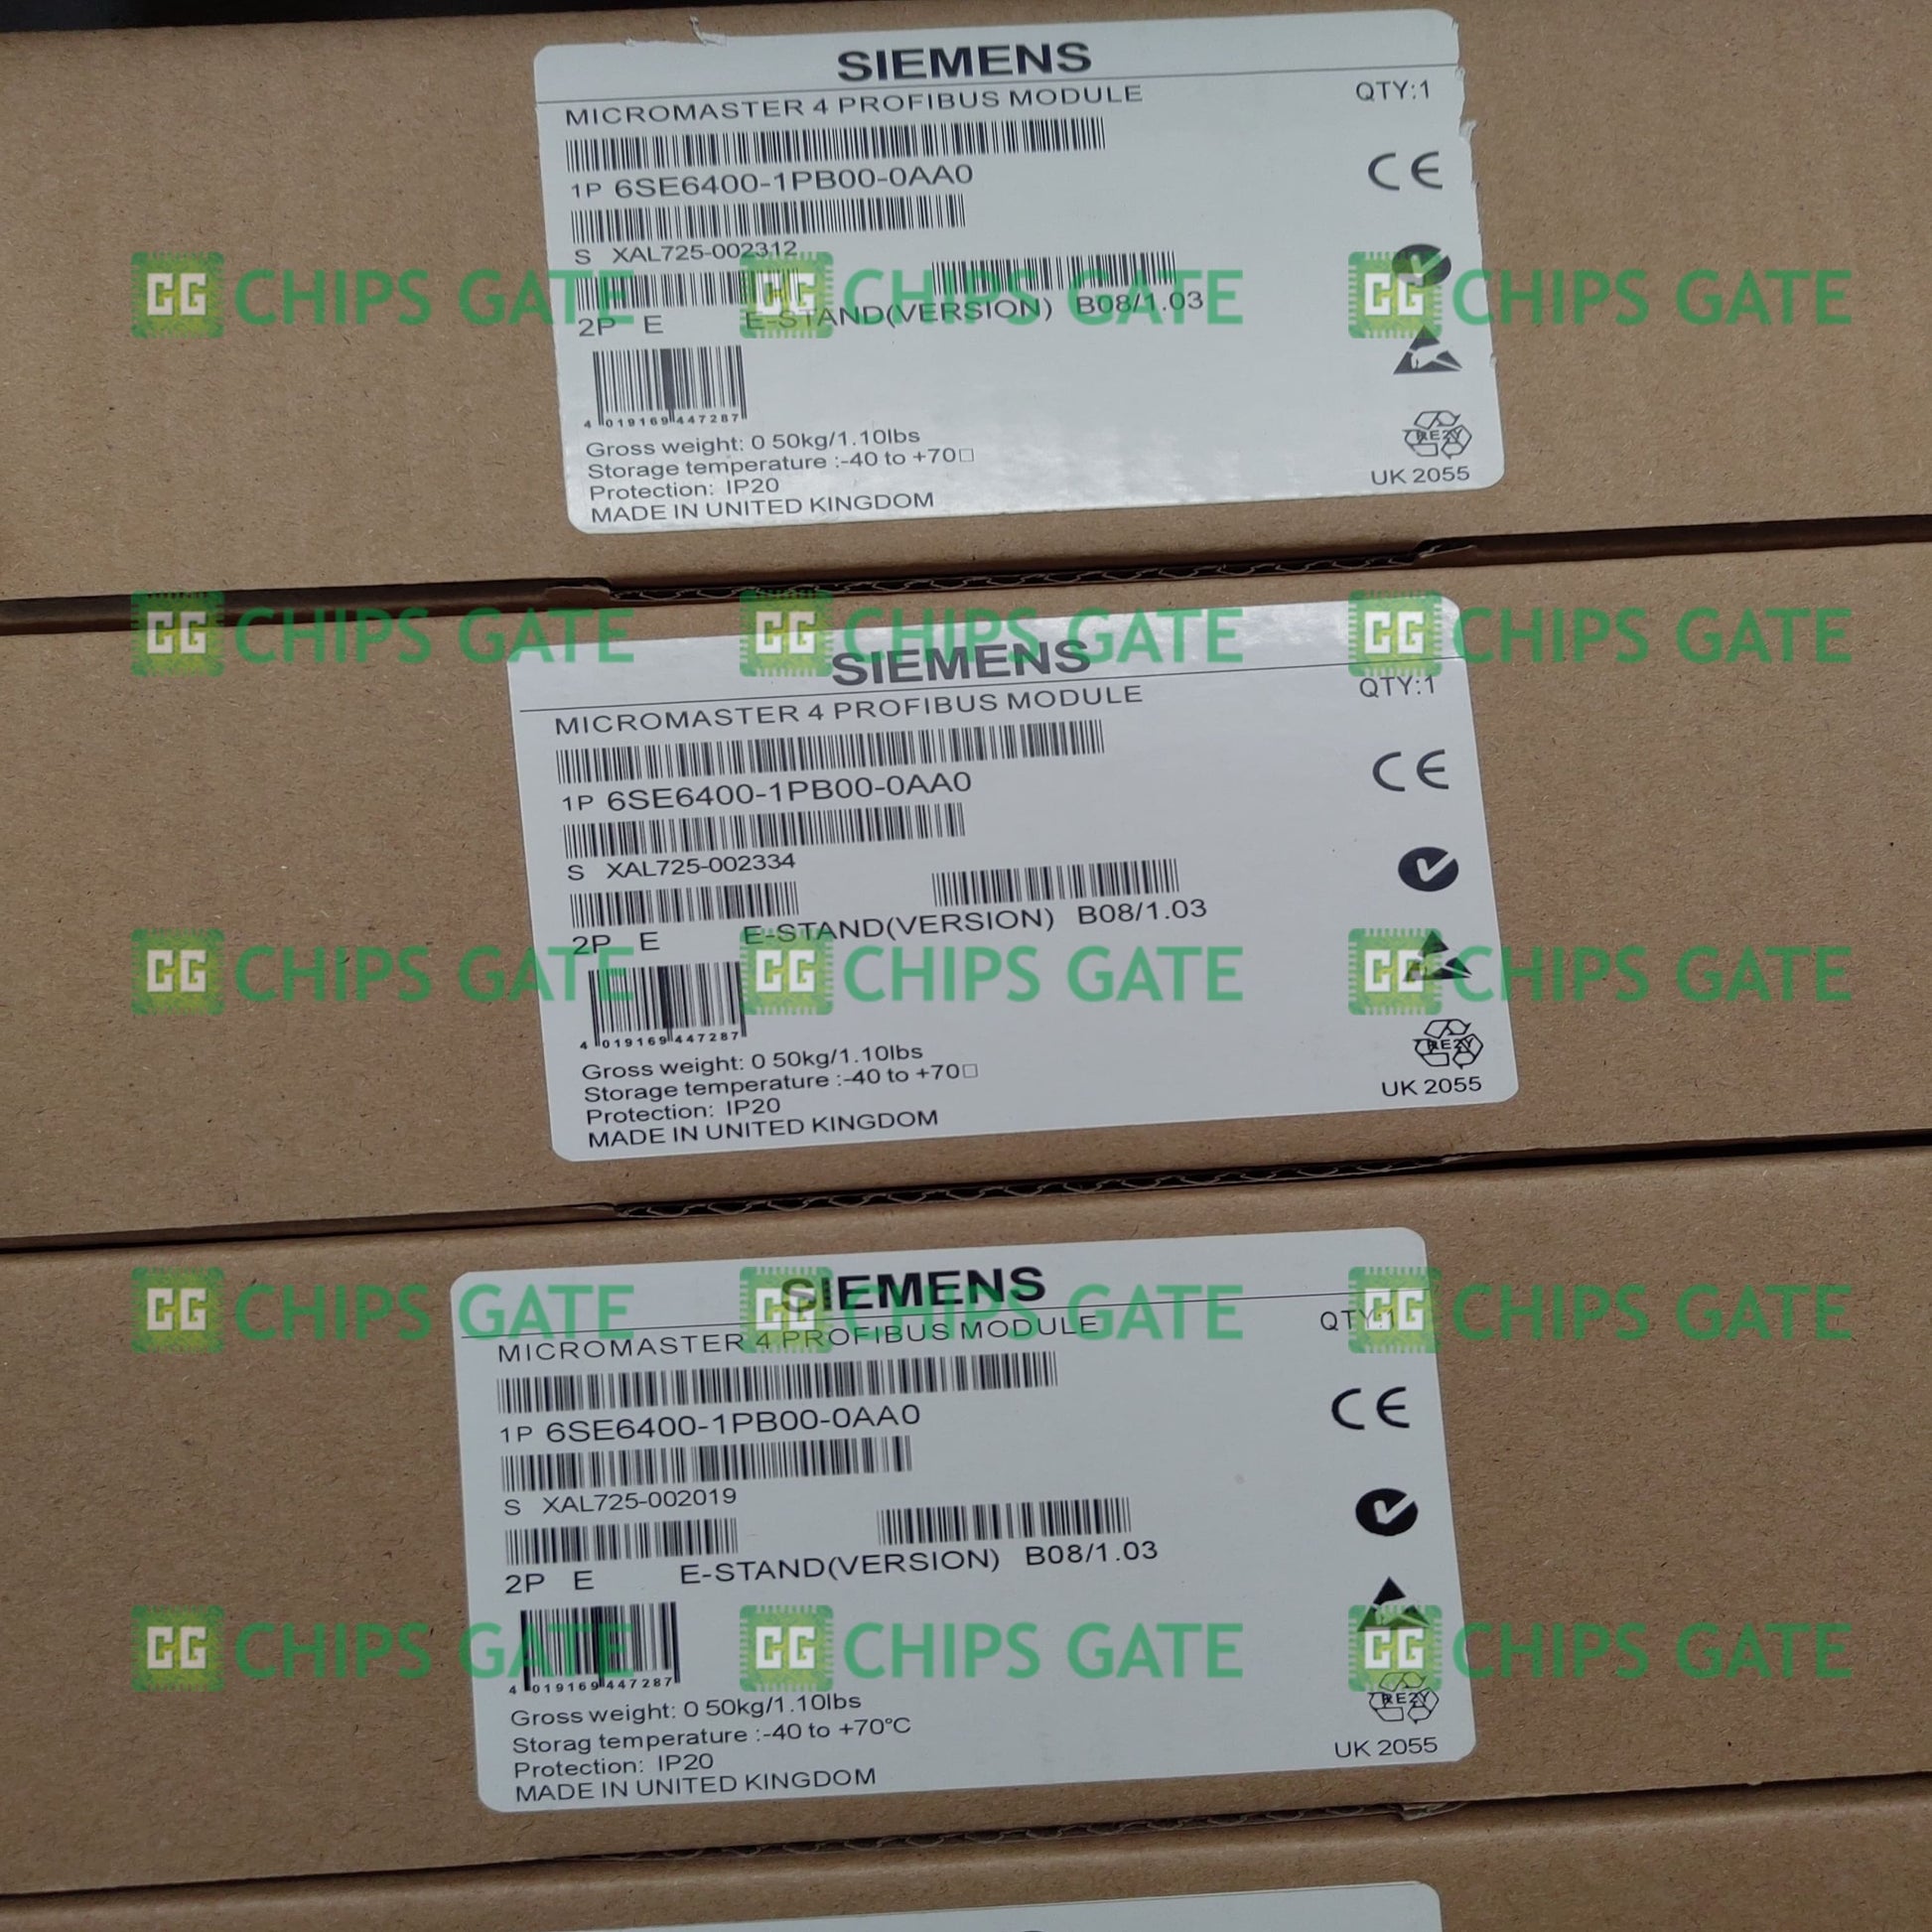 SIEMENS
MICROMASTER 4 PROFIBUS MODULE QTY:1
1P 6SE6400-1PB00-0AA0
S XAL725-002312
CG CHIPS GATE CG CHIPS GATE CG CHIPS GATE
2P E E-STAND(VERSION) B08/1.03
4 019169 447287
TREZY
Gross weight: 0 50kg/1.10lbs
Storage temperature :-40 to +70□
UK 2055
Protection: IP20
MADE IN UNITED KINGDOM
CG CHIPS GATE CG CHIPS GATE CG CHIPS GATE
SIEMENS
MICROMASTER 4 PROFIBUS MODULE QTY:1
1P 6SE6400-1PB00-0AA0
S XAL725-002334
2P E E-STAND(VERSION) B08/1.03
CG CHIPS GATE CG CHIPS GATE CG CHIPS GATE
4 019169 447287
TREZY
Gross weight: 0 50kg/1.10lbs
Storage temperature :-40 to +70□
UK 2055
Protection: IP20
MADE IN UNITED KINGDOM
SIEMENS
CG CHIPS GATE CG CHIPS GATE CG CHIPS GATE
MICROMASTER 4 PROFIBUS MODULE QTY:1
1P 6SE6400-1PB00-0AA0
S XAL725-002019
2P E E-STAND(VERSION) B08/1.03
CG CHIPS GATE CG CHIPS GATE CG CHIPS GATE
4 019169 447287
TREZY
Gross weight: 0 50kg/1.10lbs
Storag temperature :-40 to +70°C
UK 2055
Protection: IP20
MADE IN UNITED KINGDOM